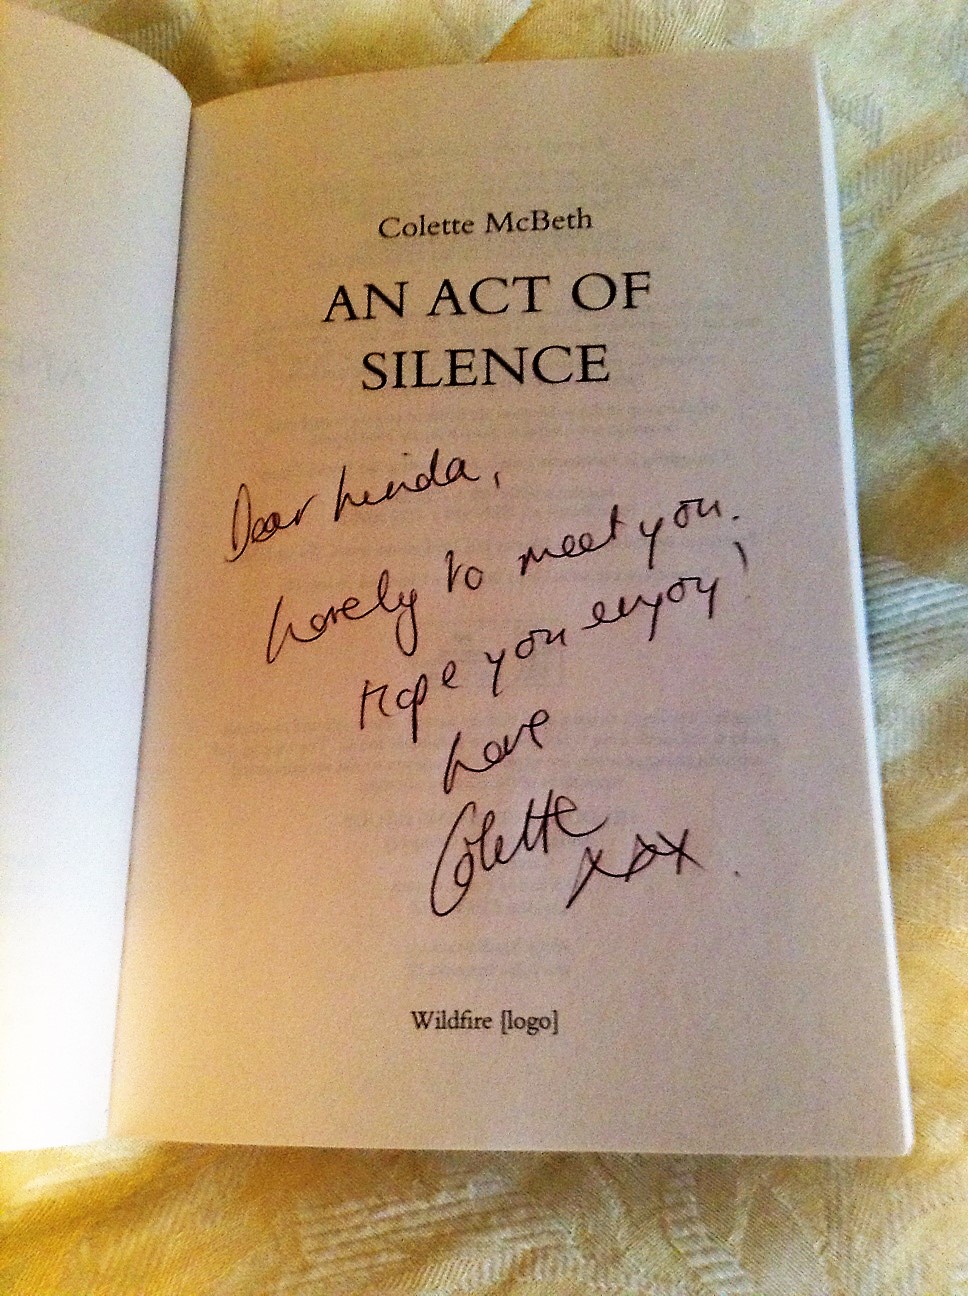 Colette McBeth
AN ACT OF
SILENCE
Dear Linda,
Lovely to meet you.
Hope you enjoy!
Love
Colette
xxx.
Wildfire [logo]